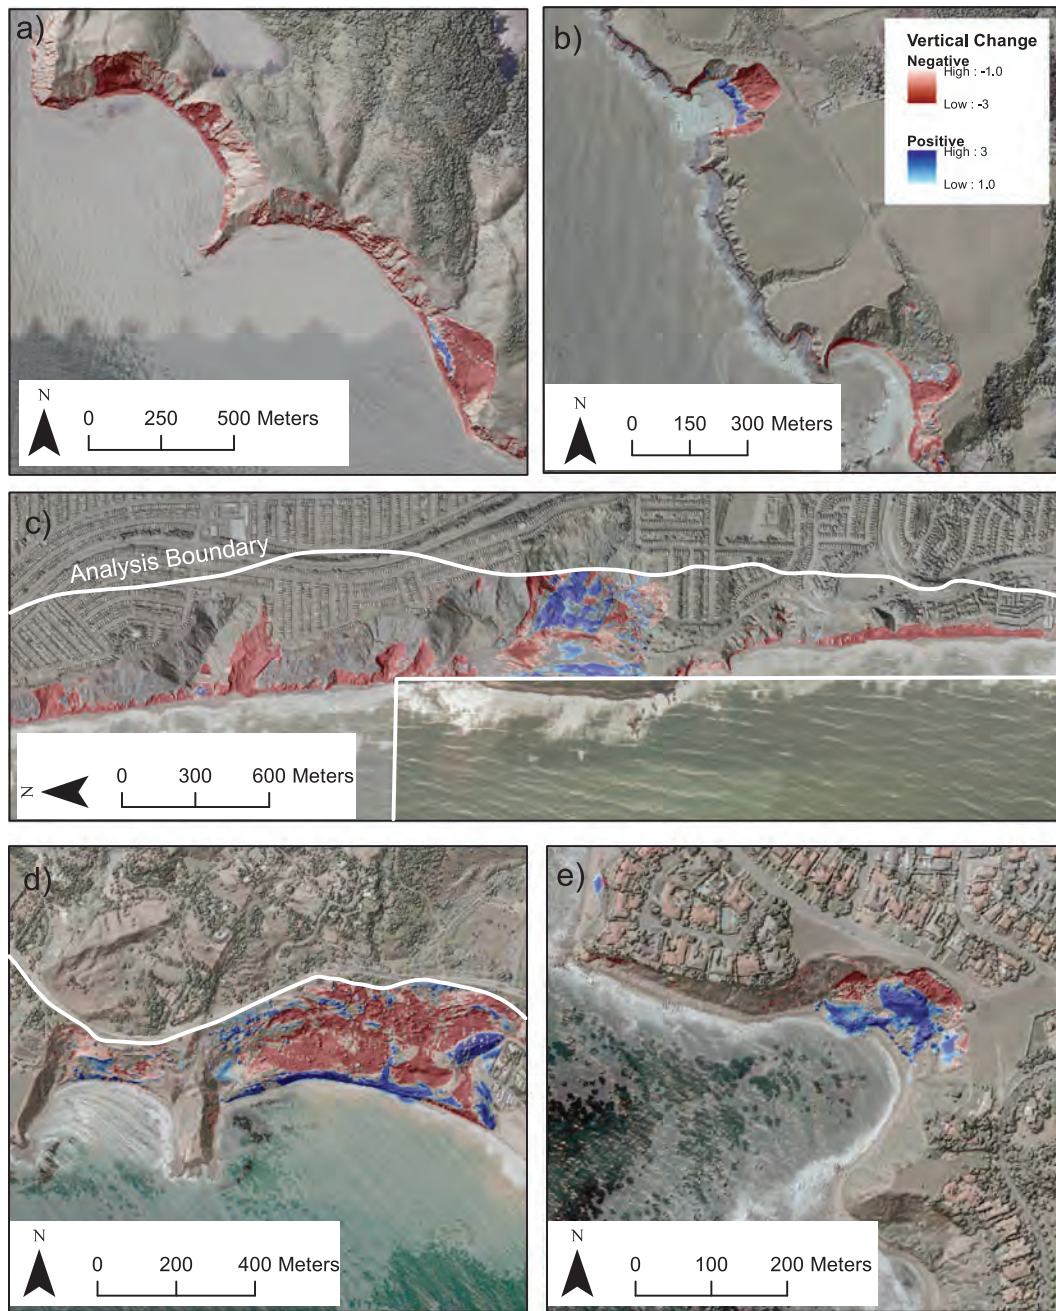 a)
b)
Vertical Change
Negative
High : -1.0
Low : -3
Positive
High : 3
Low : 1.0
N
0 250 500 Meters
N
0 150 300 Meters
c)
Analysis Boundary
N
0 300 600 Meters
d)
e)
N
0 200 400 Meters
N
0 100 200 Meters